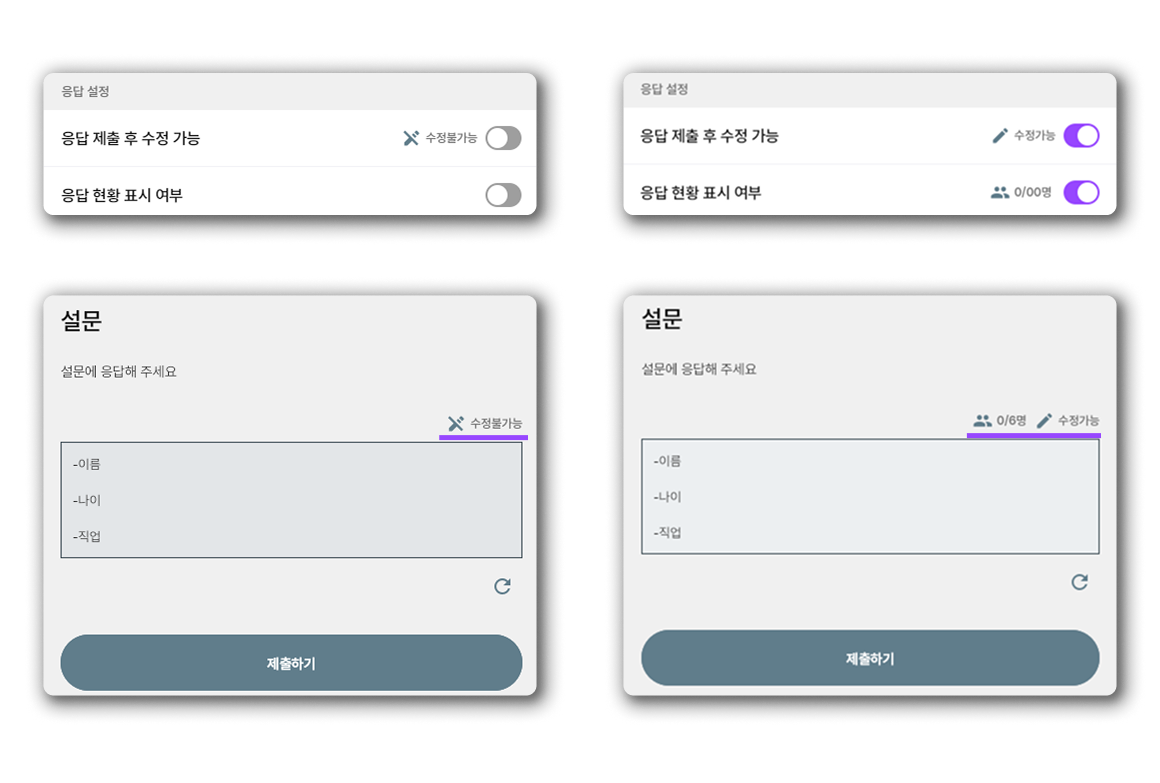 응답 설정
응답 제출 후 수정 가능 수정불가능
응답 현황 표시 여부
응답 설정
응답 제출 후 수정 가능 수정가능
응답 현황 표시 여부 0/00명
설문
설문에 응답해 주세요
수정불가능
-이름
-나이
-직업
제출하기
설문
설문에 응답해 주세요
0/6명 수정가능
-이름
-나이
-직업
제출하기